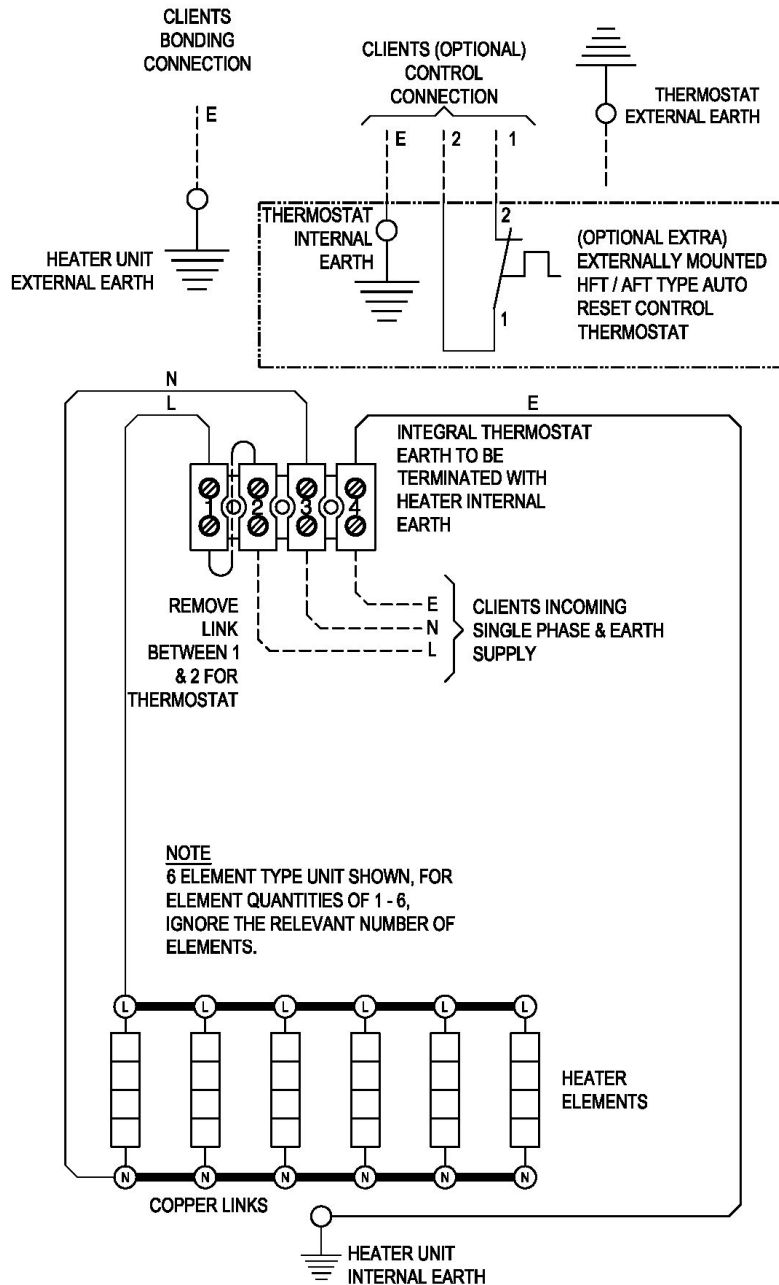 CLIENTS
BONDING
CONNECTION
E
HEATER UNIT
EXTERNAL EARTH
CLIENTS (OPTIONAL)
CONTROL
CONNECTION
E 2 1
THERMOSTAT
EXTERNAL EARTH
THERMOSTAT
INTERNAL
EARTH
2
1
(OPTIONAL EXTRA)
EXTERNALLY MOUNTED
HFT / AFT TYPE AUTO
RESET CONTROL
THERMOSTAT
N
L
E
1 2 3 4
INTEGRAL THERMOSTAT
EARTH TO BE
TERMINATED WITH
HEATER INTERNAL
EARTH
REMOVE
LINK
BETWEEN 1
& 2 FOR
THERMOSTAT
E
N
L
CLIENTS INCOMING
SINGLE PHASE & EARTH
SUPPLY
NOTE
6 ELEMENT TYPE UNIT SHOWN, FOR
ELEMENT QUANTITIES OF 1 - 6,
IGNORE THE RELEVANT NUMBER OF
ELEMENTS.
L L L L L L
HEATER
ELEMENTS
N N N N N N
COPPER LINKS
HEATER UNIT
INTERNAL EARTH